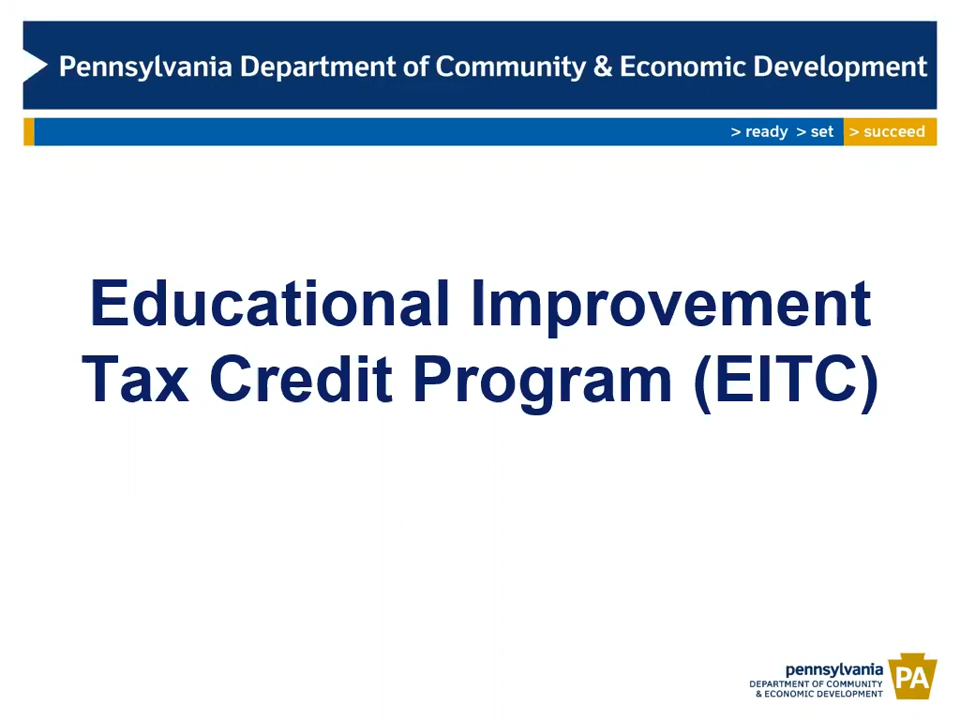 Pennsylvania Department of Community & Economic Development
> ready > set > succeed
Educational Improvement
Tax Credit Program (EITC)
pennsylvania
DEPARTMENT OF COMMUNITY
& ECONOMIC DEVELOPMENT
PA